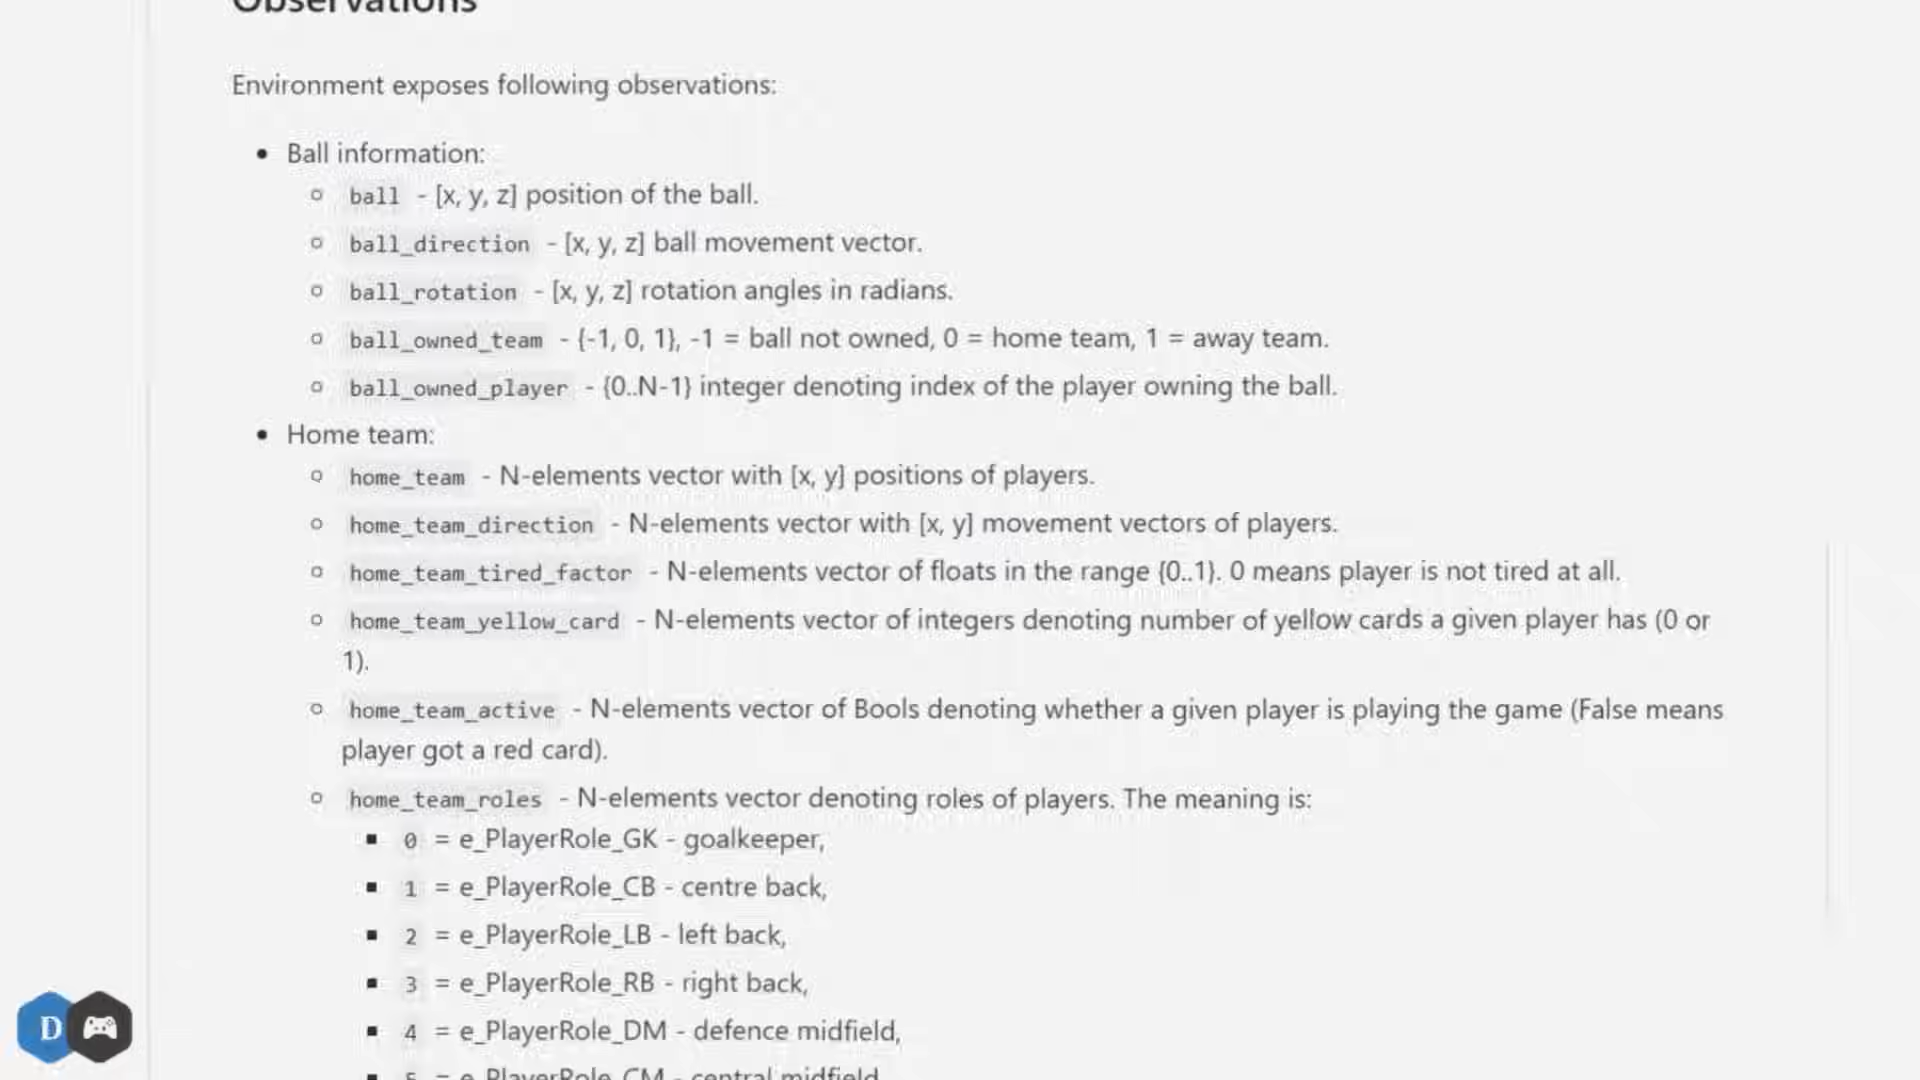 Observations
Environment exposes following observations:
• Ball information:
○ ball - [x, y, z] position of the ball.
○ ball_direction - [x, y, z] ball movement vector.
○ ball_rotation - [x, y, z] rotation angles in radians.
○ ball_owned_team - {-1, 0, 1}, -1 = ball not owned, 0 = home team, 1 = away team.
○ ball_owned_player - {0..N-1} integer denoting index of the player owning the ball.
• Home team:
○ home_team - N-elements vector with [x, y] positions of players.
○ home_team_direction - N-elements vector with [x, y] movement vectors of players.
○ home_team_tired_factor - N-elements vector of floats in the range {0..1}. 0 means player is not tired at all.
○ home_team_yellow_card - N-elements vector of integers denoting number of yellow cards a given player has (0 or
1).
○ home_team_active - N-elements vector of Bools denoting whether a given player is playing the game (False means
player got a red card).
○ home_team_roles - N-elements vector denoting roles of players. The meaning is:
▪ 0 = e_PlayerRole_GK - goalkeeper,
▪ 1 = e_PlayerRole_CB - centre back,
▪ 2 = e_PlayerRole_LB - left back,
▪ 3 = e_PlayerRole_RB - right back,
▪ 4 = e_PlayerRole_DM - defence midfield,
▪ 5 = e_PlayerRole_CM - central midfield
D